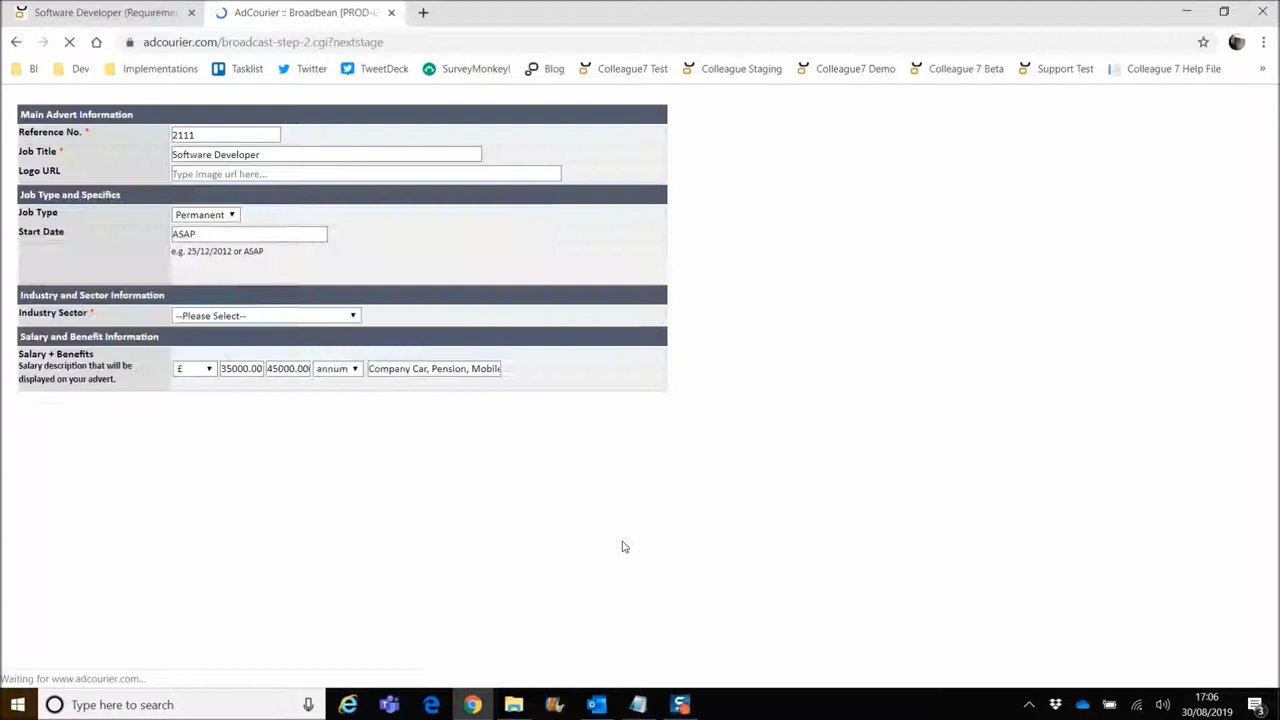 Software Developer (Requireme
AdCourier :: Broadbean [PROD-G
adcourier.com/broadcast-step-2.cgi?nextstage
BI
Dev
Implementations
Tasklist
Twitter
TweetDeck
SurveyMonkey!
Blog
Colleague7 Test
Colleague Staging
Colleague7 Demo
Colleague 7 Beta
Support Test
Colleague 7 Help File
»
Main Advert Information
Reference No. *
2111
Job Title *
Software Developer
Logo URL
Type image url here...
Job Type and Specifics
Job Type
Permanent
Start Date
ASAP
e.g. 25/12/2012 or ASAP
Industry and Sector Information
Industry Sector *
--Please Select--
Salary and Benefit Information
Salary + Benefits
Salary description that will be
displayed on your advert.
£
35000.00
45000.00
annum
Company Car, Pension, Mobile
Waiting for www.adcourier.com...
Type here to search
17:06
30/08/2019
3